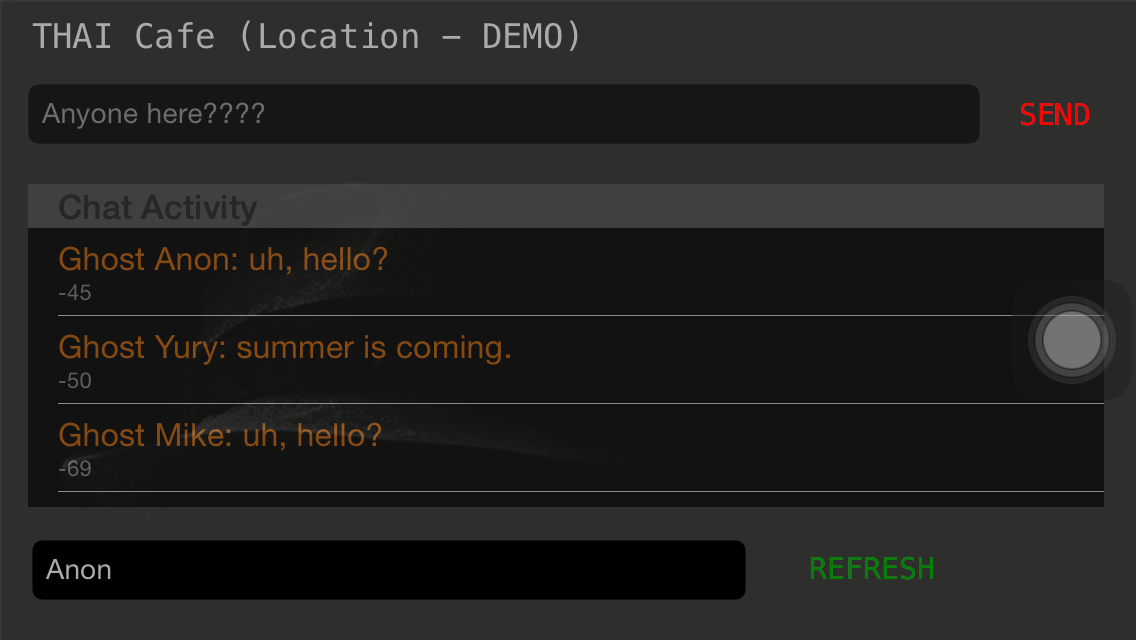 THAI Cafe (Location – DEMO)
Anyone here????
SEND
Chat Activity
Ghost Anon: uh, hello?
-45
Ghost Yury: summer is coming.
-50
Ghost Mike: uh, hello?
-69
Anon
REFRESH